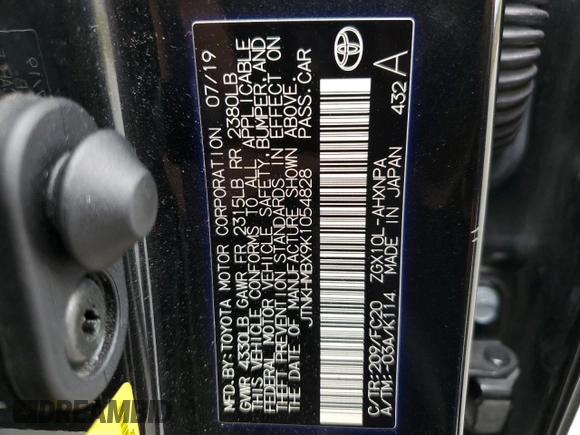 MFD.BY:TOYOTA MOTOR CORPORATION 07/19
GVWR 4330LB GAWR FR 2315LB RR 2380LB
THIS VEHICLE CONFORMS TO ALL APPLICABLE
FEDERAL MOTOR VEHICLE SAFETY, BUMPER, AND
THEFT PREVENTION STANDARDS IN EFFECT ON
THE DATE OF MANUFACTURE SHOWN ABOVE.
JTNKHMBX9K1054828 PASS.CAR
C/TR:209/FC20 ZGX10L-AHXNPA
A/TM:-03A/K114 MADE IN JAPAN 432 A
DREAMBID